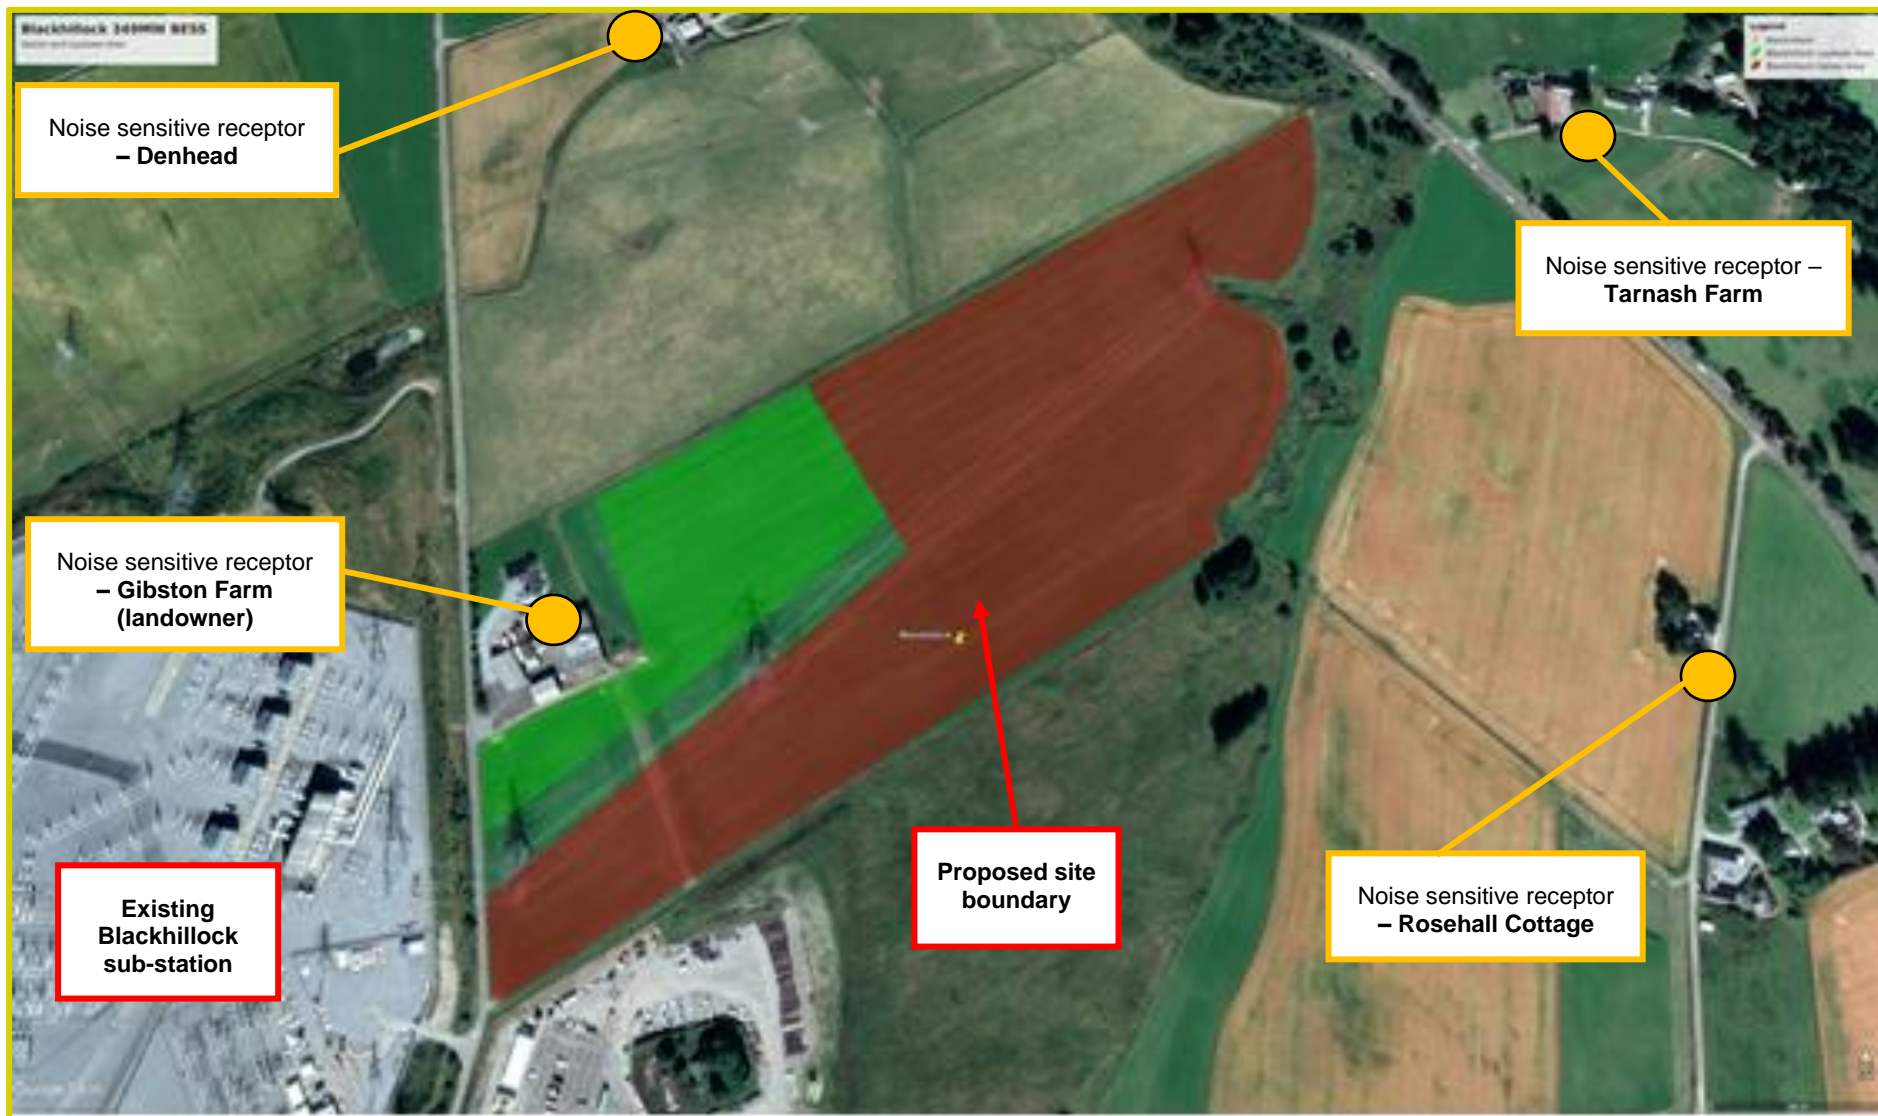 Blackhillock 349MW BESS
Noise sensitive receptor
– Denhead
Noise sensitive receptor –
Tarnash Farm
Noise sensitive receptor
– Gibston Farm
(landowner)
Existing
Blackhillock
sub-station
Proposed site
boundary
Noise sensitive receptor
– Rosehall Cottage
Legend